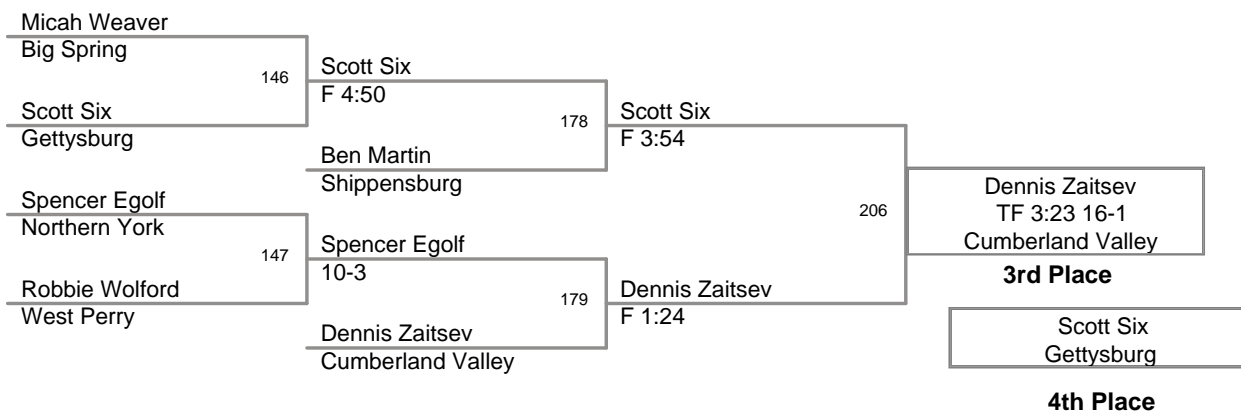 Micah Weaver
Big Spring
146
Scott Six
F 4:50
Scott Six
Gettysburg
178
Scott Six
F 3:54
Ben Martin
Shippensburg
Spencer Egolf
Northern York
206
Dennis Zaitsev
TF 3:23 16-1
Cumberland Valley
3rd Place
147
Spencer Egolf
10-3
Robbie Wolford
West Perry
179
Dennis Zaitsev
F 1:24
Dennis Zaitsev
Cumberland Valley
Scott Six
Gettysburg
4th Place